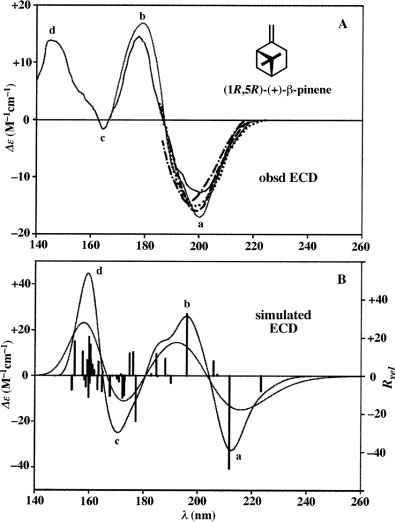 +20
+10
0
−10
−20
Δε (M−1cm−1)
A
b
d
c
a
(1R,5R)-(+)-β-pinene
obsd ECD
140 160 180 200 220 240 260
B
d
b
c
a
simulated
ECD
+40
+20
0
−20
−40
Δε (M−1cm−1)
+40
+20
0
−20
−40
Rvel
140 160 180 200 220 240 260
λ (nm)